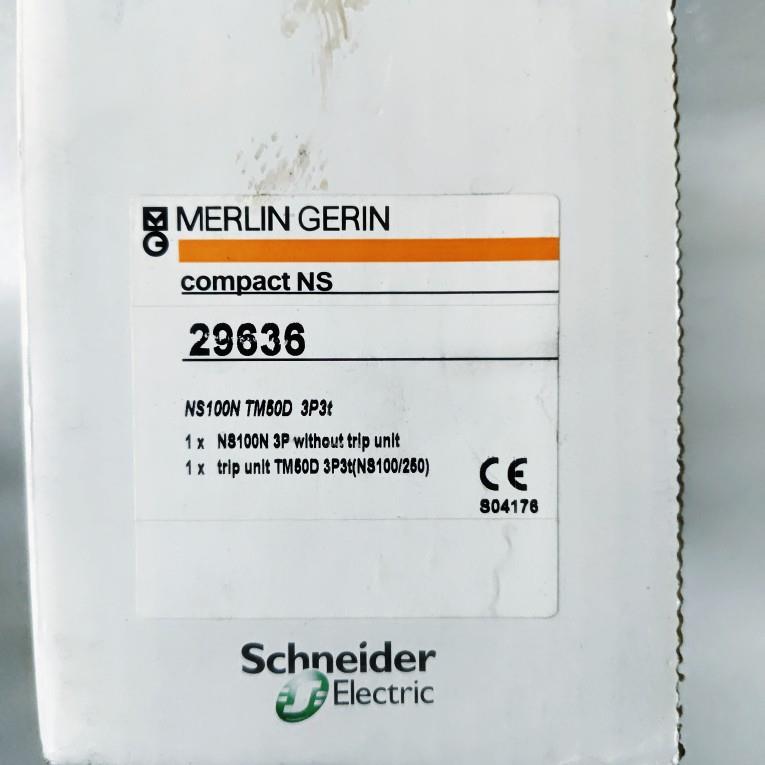 MERLIN GERIN
compact NS
29636
NS100N TM50D 3P3t
1 x NS100N 3P without trip unit
1 x trip unit TM50D 3P3t(NS100/250)
CE
S04176
Schneider
Electric